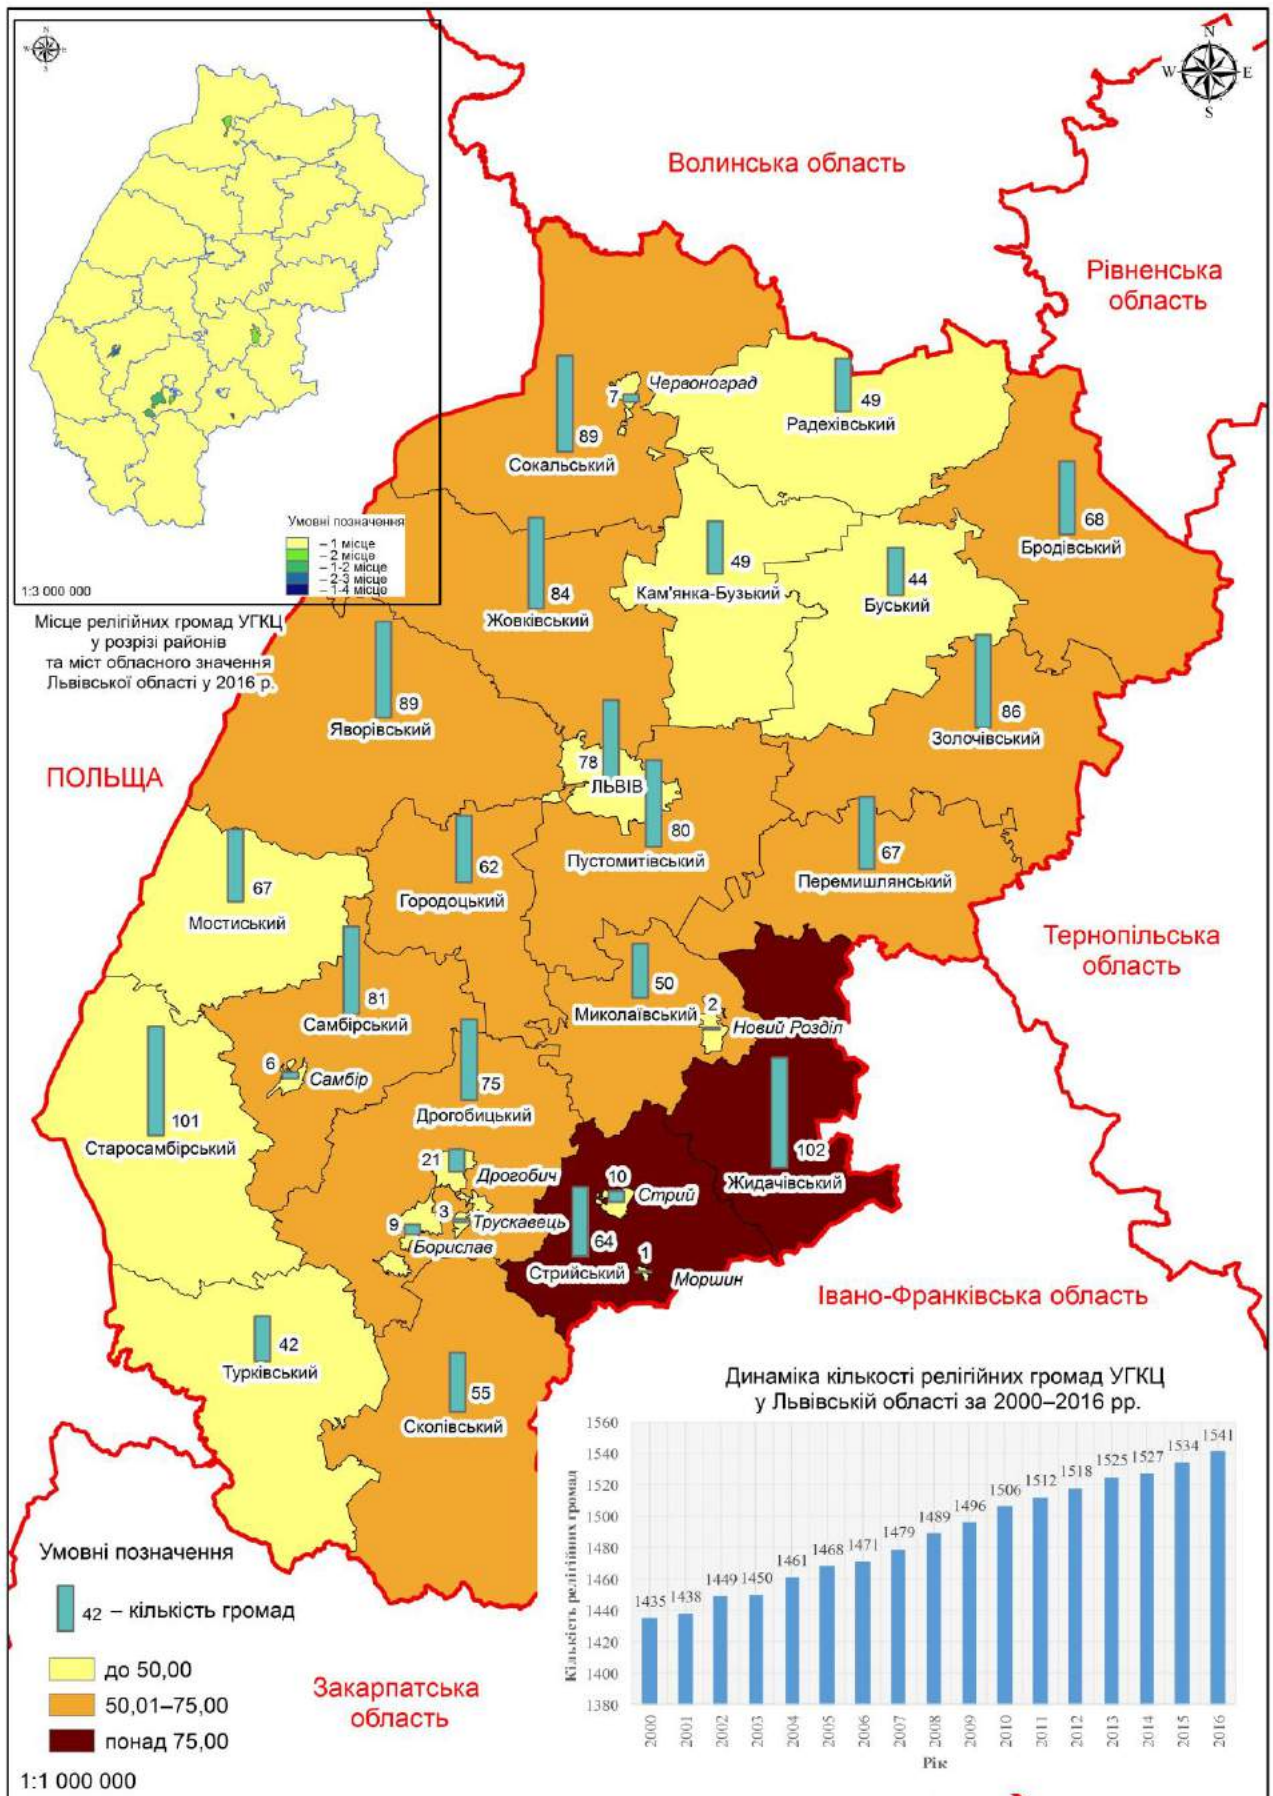 N
W E
S
N
W E
S
Волинська область
Рівненська
область
Умовні позначення
– 1 місце
– 2 місце
– 1-2 місце
– 2-3 місце
– 1-4 місце
1:3 000 000
Місце релігійних громад УГКЦ
у розрізі районів
та міст обласного значення
Львівської області у 2016 р.
Червоноград
7
89
Сокальський
49
Радехівський
68
Бродівський
49
Кам'янка-Бузький
44
Буський
84
Жовківський
89
Яворівський
86
Золочівський
ПОЛЬЩА
78
ЛЬВІВ
80
Пустомитівський
67
Перемишлянський
62
Городоцький
67
Мостиський
Тернопільська
область
81
Самбірський
50
Миколаївський
2
Новий Розділ
6
Самбір
75
Дрогобицький
101
Старосамбірський
102
Жидачівський
21
Дрогобич
10
Стрий
3
Трускавець
9
Борислав
64
Стрийський
1
Моршин
Івано-Франківська область
42
Турківський
55
Сколівський
Динаміка кількості релігійних громад УГКЦ
у Львівській області за 2000–2016 рр.
Кількість релігійних громад
1560
1540
1520
1500
1480
1460
1440
1420
1400
1380
1435 1438 1449 1450 1461 1468 1471 1479 1489 1496 1506 1512 1518 1525 1527 1534 1541
2000 2001 2002 2003 2004 2005 2006 2007 2008 2009 2010 2011 2012 2013 2014 2015 2016
Рік
Умовні позначення
42 – кількість громад
до 50,00
50,01–75,00
понад 75,00
1:1 000 000
Закарпатська
область